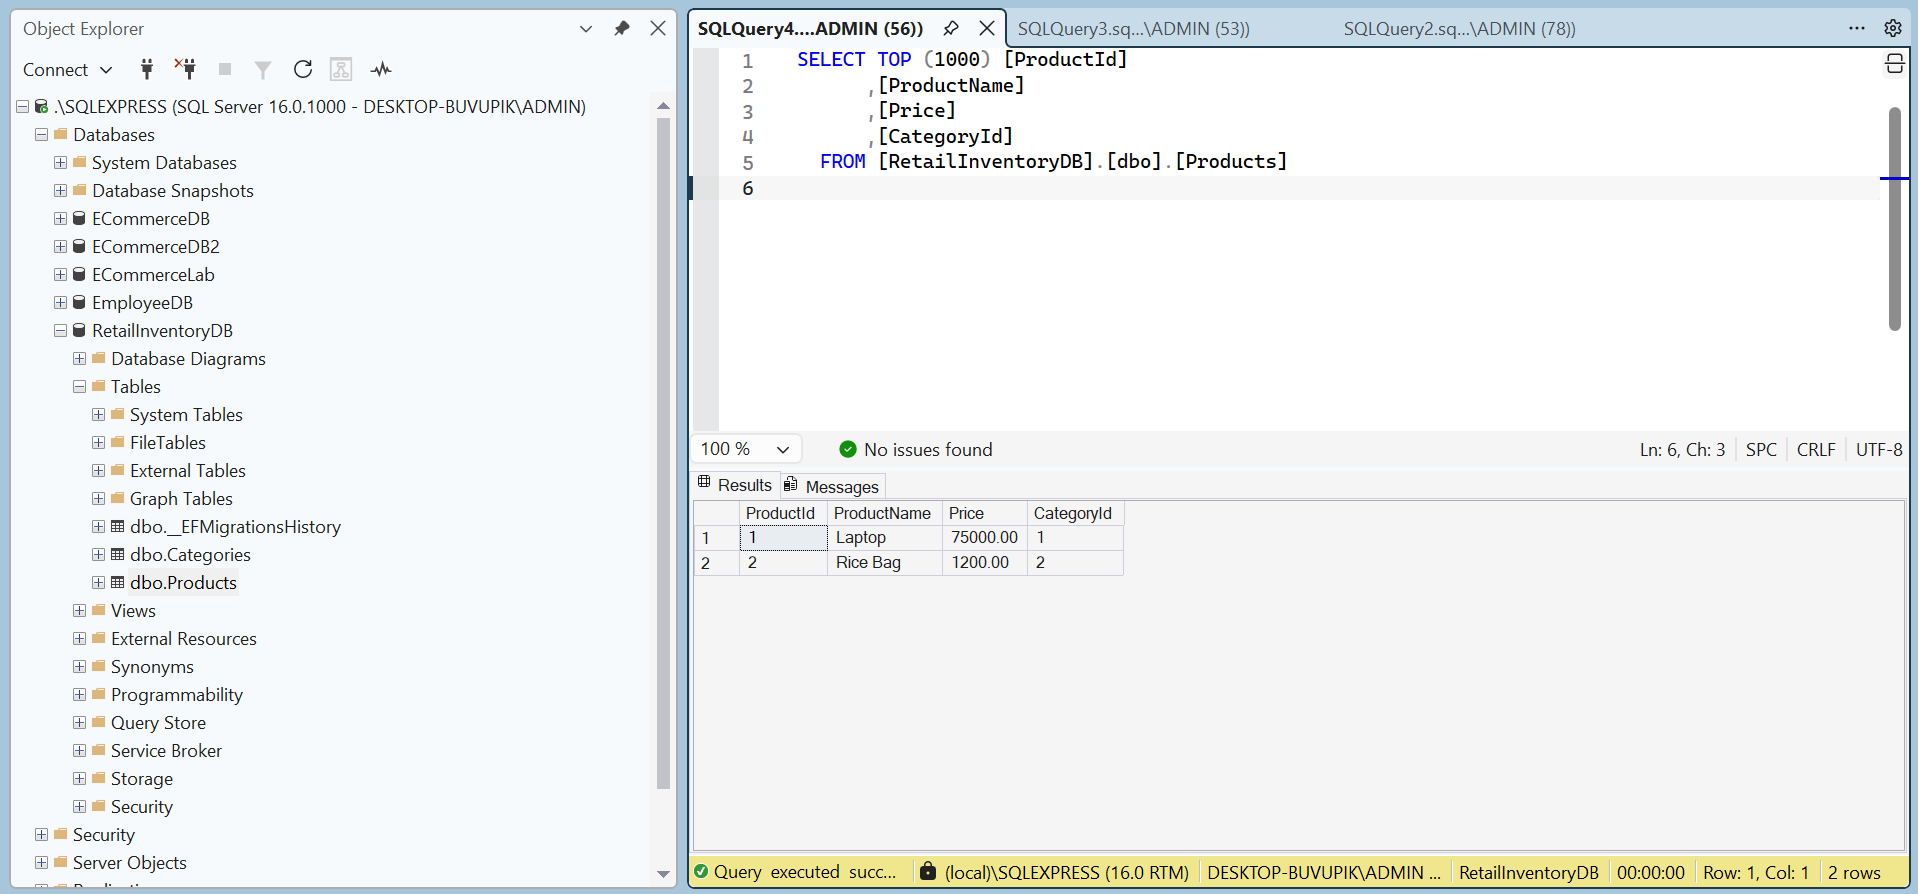 Object Explorer
Connect
.\SQLEXPRESS (SQL Server 16.0.1000 - DESKTOP-BUVUPIK\ADMIN)
Databases
System Databases
Database Snapshots
ECommerceDB
ECommerceDB2
ECommerceLab
EmployeeDB
RetailInventoryDB
Database Diagrams
Tables
System Tables
FileTables
External Tables
Graph Tables
dbo.__EFMigrationsHistory
dbo.Categories
dbo.Products
Views
External Resources
Synonyms
Programmability
Query Store
Service Broker
Storage
Security
Security
Server Objects
SQLQuery4....ADMIN (56)) SQLQuery3.sq...\ADMIN (53)) SQLQuery2.sq...\ADMIN (78))
1 SELECT TOP (1000) [ProductId]
2 ,[ProductName]
3 ,[Price]
4 ,[CategoryId]
5 FROM [RetailInventoryDB].[dbo].[Products]
6
100 % No issues found Ln: 6, Ch: 3 SPC CRLF UTF-8
Results Messages
ProductId ProductName Price CategoryId
1 1 Laptop 75000.00 1
2 2 Rice Bag 1200.00 2
Query executed succ... (local)\SQLEXPRESS (16.0 RTM) DESKTOP-BUVUPIK\ADMIN ... RetailInventoryDB 00:00:00 Row: 1, Col: 1 2 rows